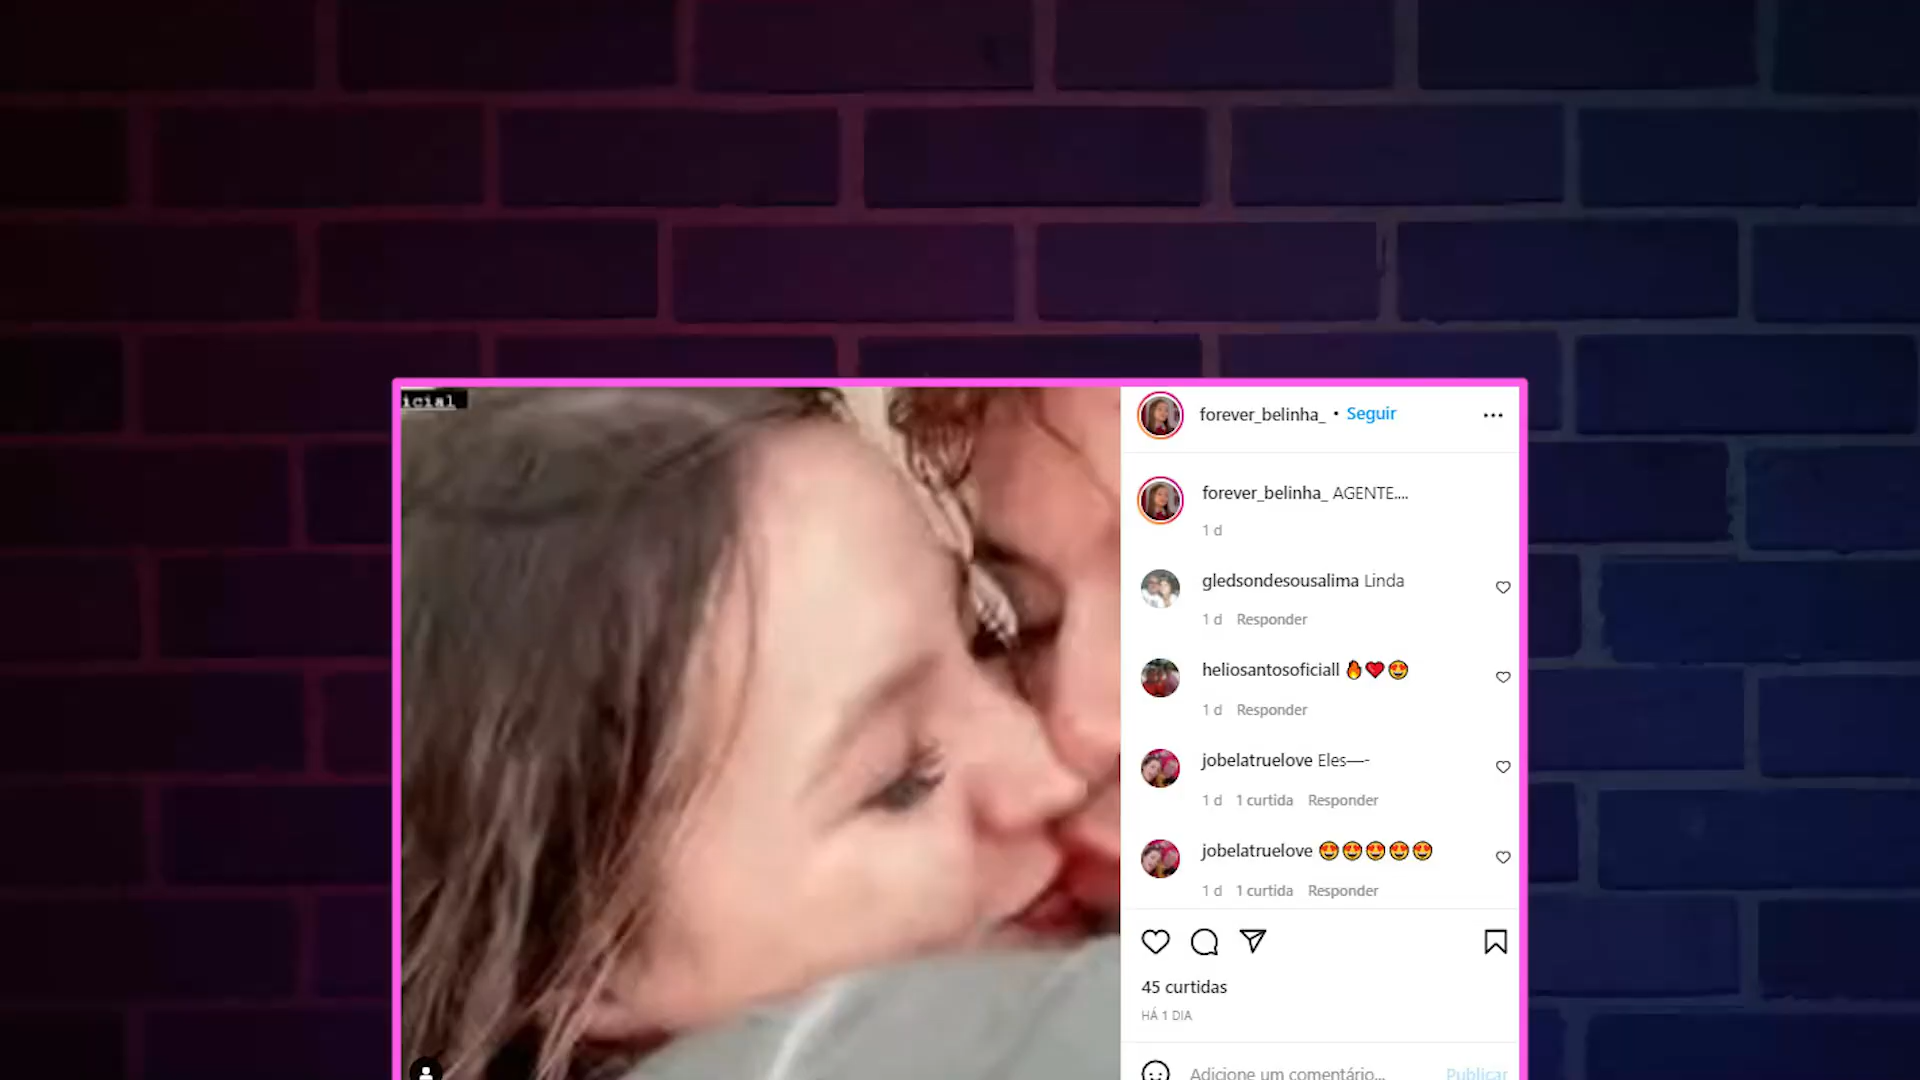 icial
forever_belinha_ • Seguir
forever_belinha_ AGENTE....
1 d
gledsondesousalima Linda
1 d Responder
heliosantosoficiall 🔥❤️😍
1 d Responder
jobelatruelove Eles—-
1 d 1 curtida Responder
jobelatruelove 😍😍😍😍😍
1 d 1 curtida Responder
45 curtidas
HÁ 1 DIA
Adicione um comentário... Publicar